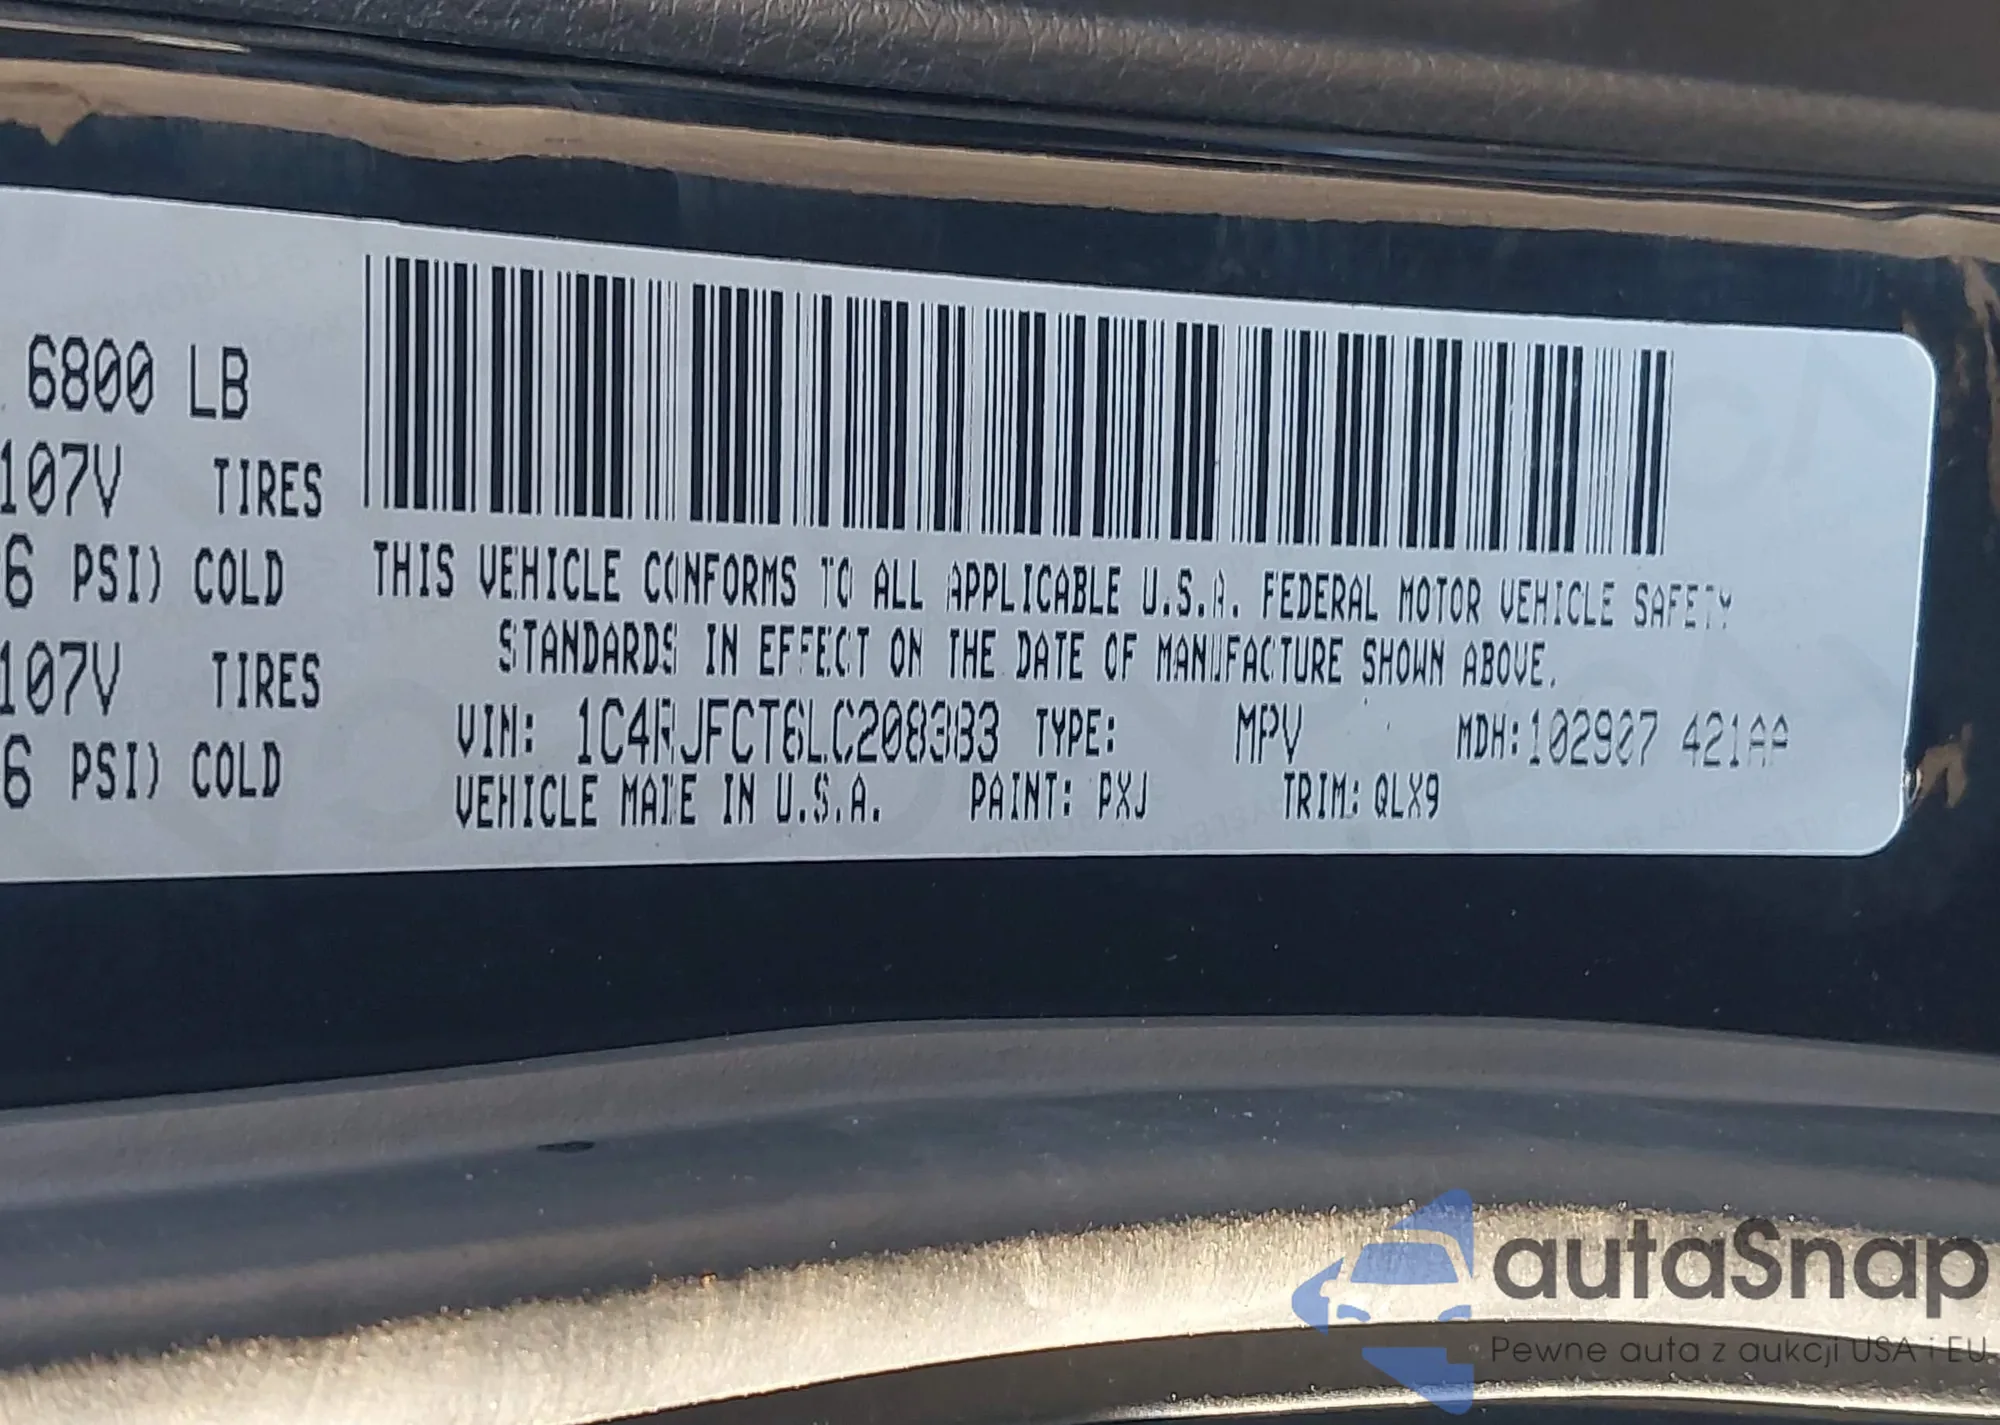 6800 LB
107V TIRES
6 PSI) COLD
107V TIRES
6 PSI) COLD
THIS VEHICLE CONFORMS TO ALL APPLICABLE U.S.A. FEDERAL MOTOR VEHICLE SAFETY
STANDARDS IN EFFECT ON THE DATE OF MANUFACTURE SHOWN ABOVE.
VIN: 1C4RJFCT6LC208383 TYPE: MPV MDH:102907 421AA
VEHICLE MADE IN U.S.A. PAINT: PXJ TRIM: QLX9
autaSnap
Pewne auta z aukcji USA i EU